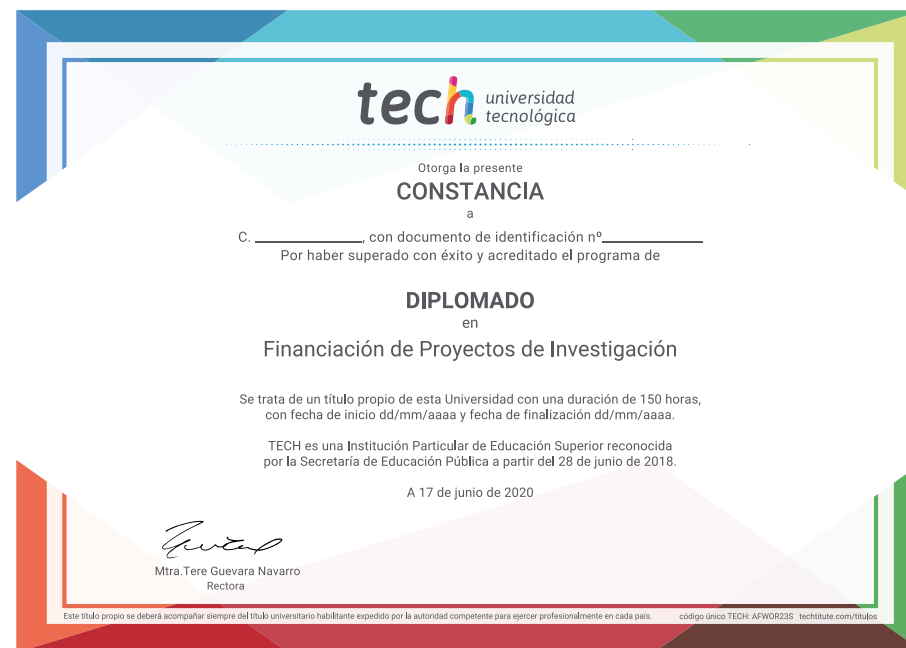 tech universidad
tecnológica
Otorga la presente
CONSTANCIA
a
C. ______________, con documento de identificación nº______________
Por haber superado con éxito y acreditado el programa de
DIPLOMADO
en
Financiación de Proyectos de Investigación
Se trata de un título propio de esta Universidad con una duración de 150 horas,
con fecha de inicio dd/mm/aaaa y fecha de finalización dd/mm/aaaa.
TECH es una Institución Particular de Educación Superior reconocida
por la Secretaría de Educación Pública a partir del 28 de junio de 2018.
A 17 de junio de 2020
Mtra.Tere Guevara Navarro
Rectora
Este título propio se deberá acompañar siempre del título universitario habilitante expedido por la autoridad competente para ejercer profesionalmente en cada país. código único TECH: AFWOR23S techtitute.com/titulos